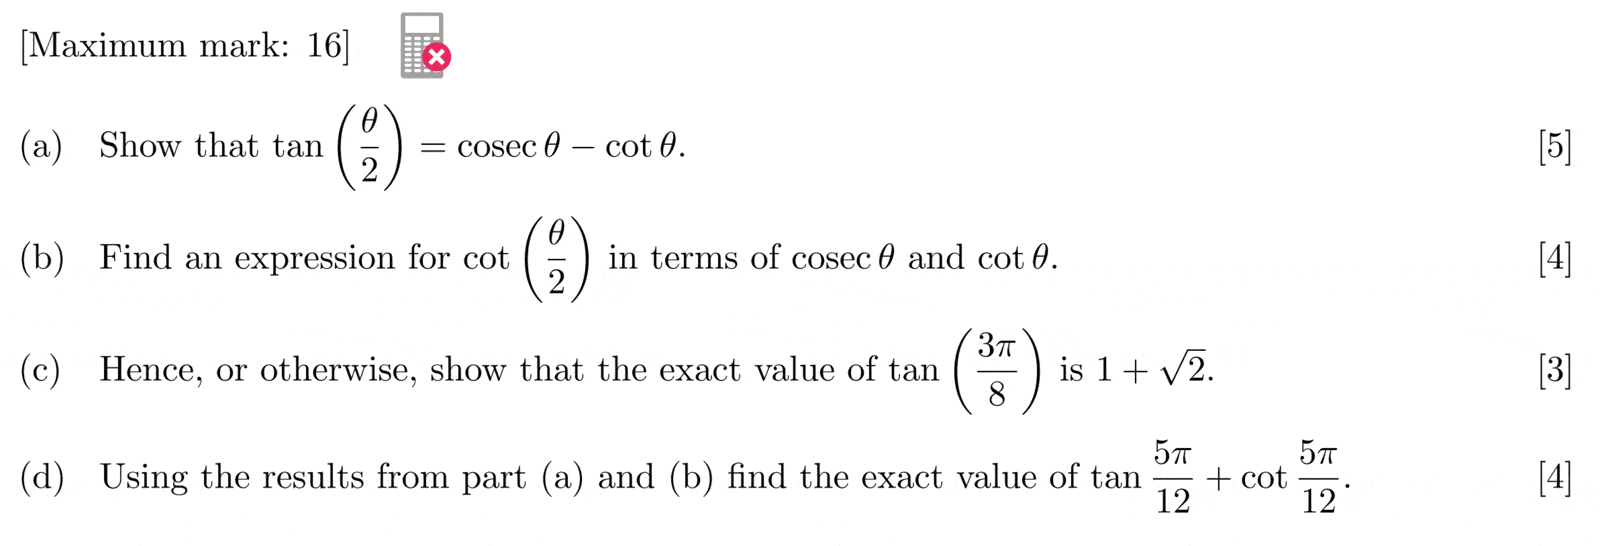 [Maximum mark: 16]
(a) Show that tan (θ/2) = cosec θ − cot θ. [5]
(b) Find an expression for cot (θ/2) in terms of cosec θ and cot θ. [4]
(c) Hence, or otherwise, show that the exact value of tan (3π/8) is 1 + √2. [3]
(d) Using the results from part (a) and (b) find the exact value of tan 5π/12 + cot 5π/12. [4]